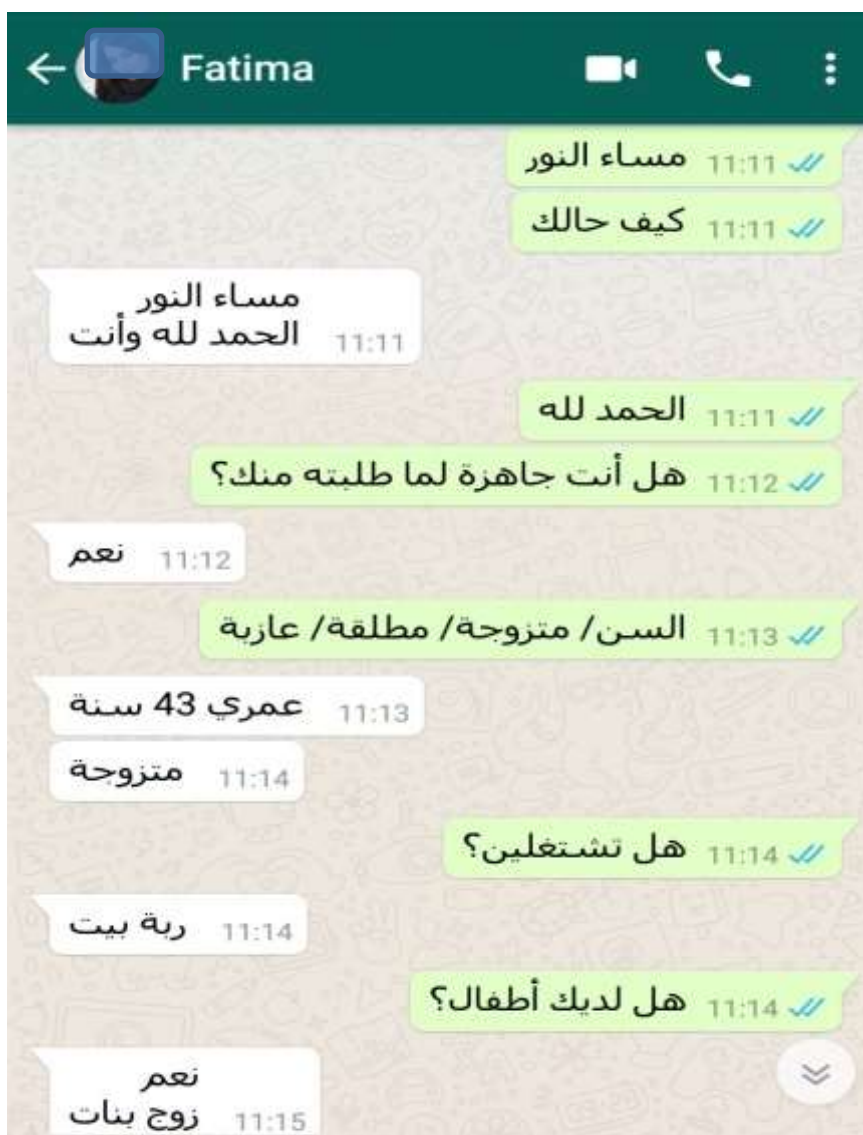 Fatima
مساء النور 11:11
كيف حالك 11:11
مساء النور
الحمد لله وأنت 11:11
الحمد لله 11:11
هل أنت جاهزة لما طلبته منك؟ 11:12
نعم 11:12
السن/ متزوجة/ مطلقة/ عازبة 11:13
عمري 43 سنة 11:13
متزوجة 11:14
هل تشتغلين؟ 11:14
ربة بيت 11:14
هل لديك أطفال؟ 11:14
نعم
زوج بنات 11:15